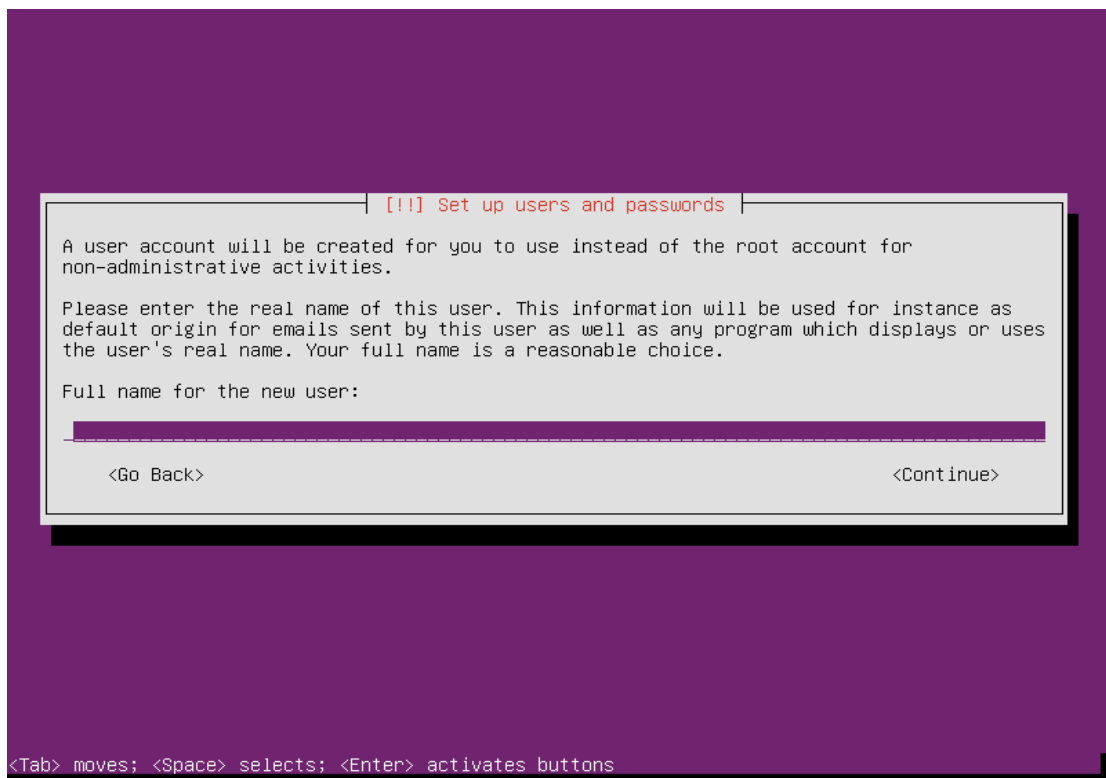 [!!] Set up users and passwords
A user account will be created for you to use instead of the root account for
non-administrative activities.
Please enter the real name of this user. This information will be used for instance as
default origin for emails sent by this user as well as any program which displays or uses
the user's real name. Your full name is a reasonable choice.
Full name for the new user:
<Go Back> <Continue>
<Tab> moves; <Space> selects; <Enter> activates buttons